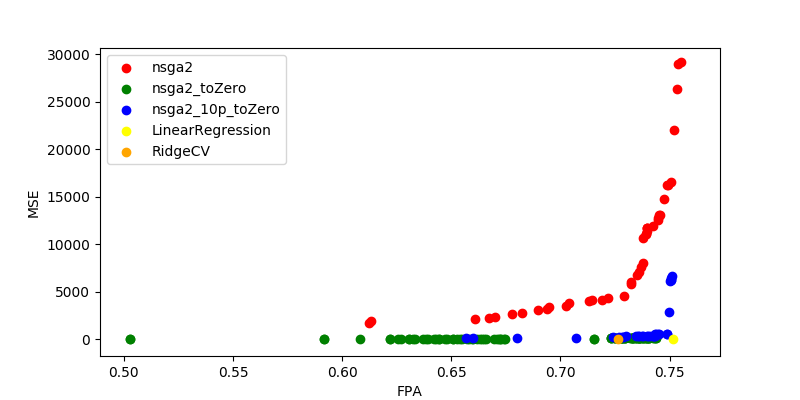 30000
25000
20000
15000
10000
5000
0
MSE
nsga2
nsga2_toZero
nsga2_10p_toZero
LinearRegression
RidgeCV
0.50 0.55 0.60 0.65 0.70 0.75
FPA